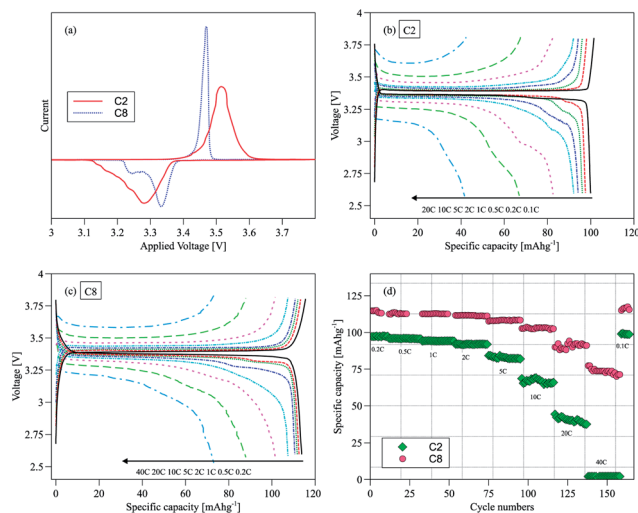 (a)
C2
C8
Current
3 3.1 3.2 3.3 3.4 3.5 3.6 3.7
Applied Voltage [V]
(b) C2
4
3.75
3.5
3.25
3
2.75
2.5
Voltage [V]
20C 10C 5C 2C 1C 0.5C 0.2C 0.1C
0 20 40 60 80 100 120
Specific capacity [mAhg-1]
(c) C8
4
3.75
3.5
3.25
3
2.75
2.5
Voltage [V]
40C 20C 10C 5C 2C 1C 0.5C 0.2C
0 20 40 60 80 100 120
Specific capacity [mAhg-1]
(d)
125
100
75
50
25
0
Specific capacity [mAhg-1]
0.2C 0.5C 1C 2C 5C 10C 20C 40C 0.1C
C2
C8
0 25 50 75 100 125 150
Cycle numbers